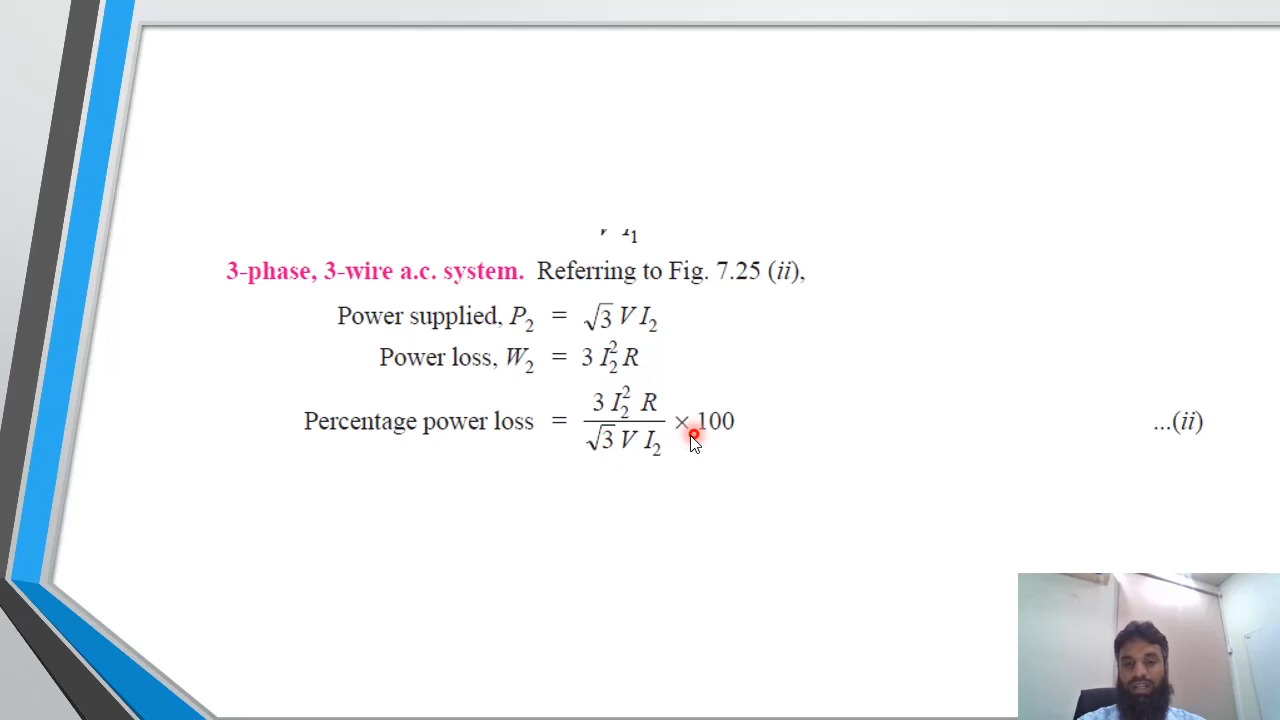 I₁
3-phase, 3-wire a.c. system. Referring to Fig. 7.25 (ii),
Power supplied, P₂ = √3 V I₂
Power loss, W₂ = 3 I₂² R
Percentage power loss = 3 I₂² R / √3 V I₂ × 100 ...(ii)